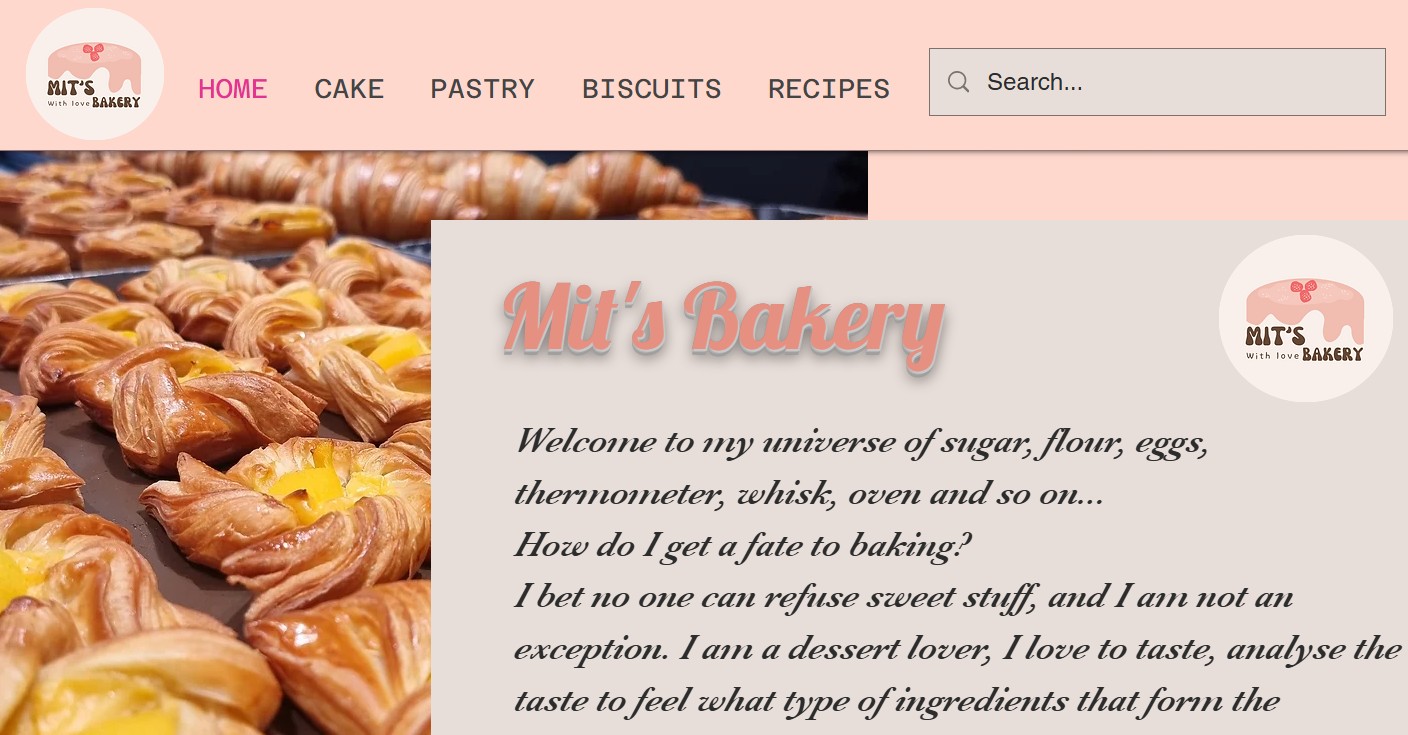 MIT'S
With love BAKERY
HOME CAKE PASTRY BISCUITS RECIPES Search...
Mit's Bakery
MIT'S
With love BAKERY
Welcome to my universe of sugar, flour, eggs,
thermometer, whisk, oven and so on...
How do I get a fate to baking?
I bet no one can refuse sweet stuff, and I am not an
exception. I am a dessert lover, I love to taste, analyse the
taste to feel what type of ingredients that form the